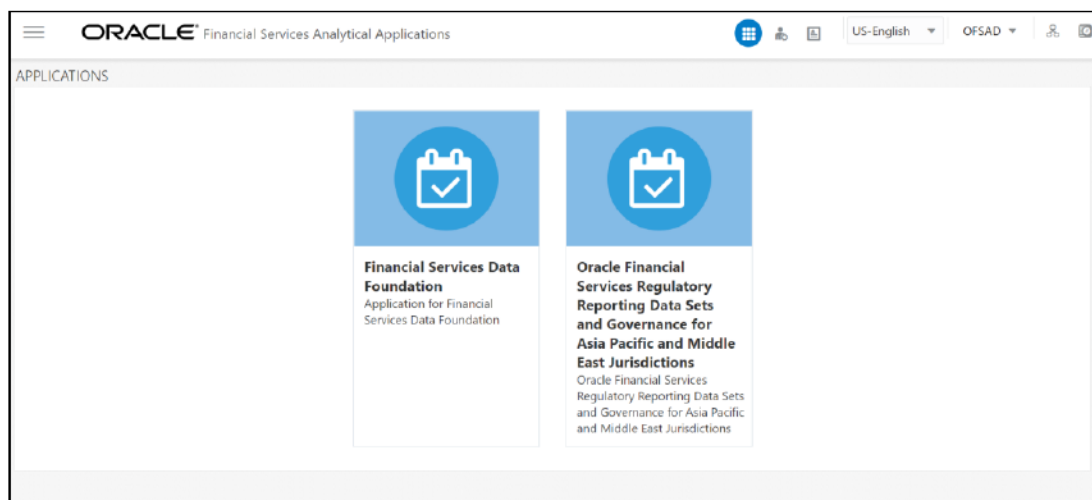 ORACLE® Financial Services Analytical Applications
US-English
OFSAD
APPLICATIONS
Financial Services Data
Foundation
Application for Financial
Services Data Foundation
Oracle Financial
Services Regulatory
Reporting Data Sets
and Governance for
Asia Pacific and Middle
East Jurisdictions
Oracle Financial Services
Regulatory Reporting Data Sets
and Governance for Asia Pacific
and Middle East Jurisdictions